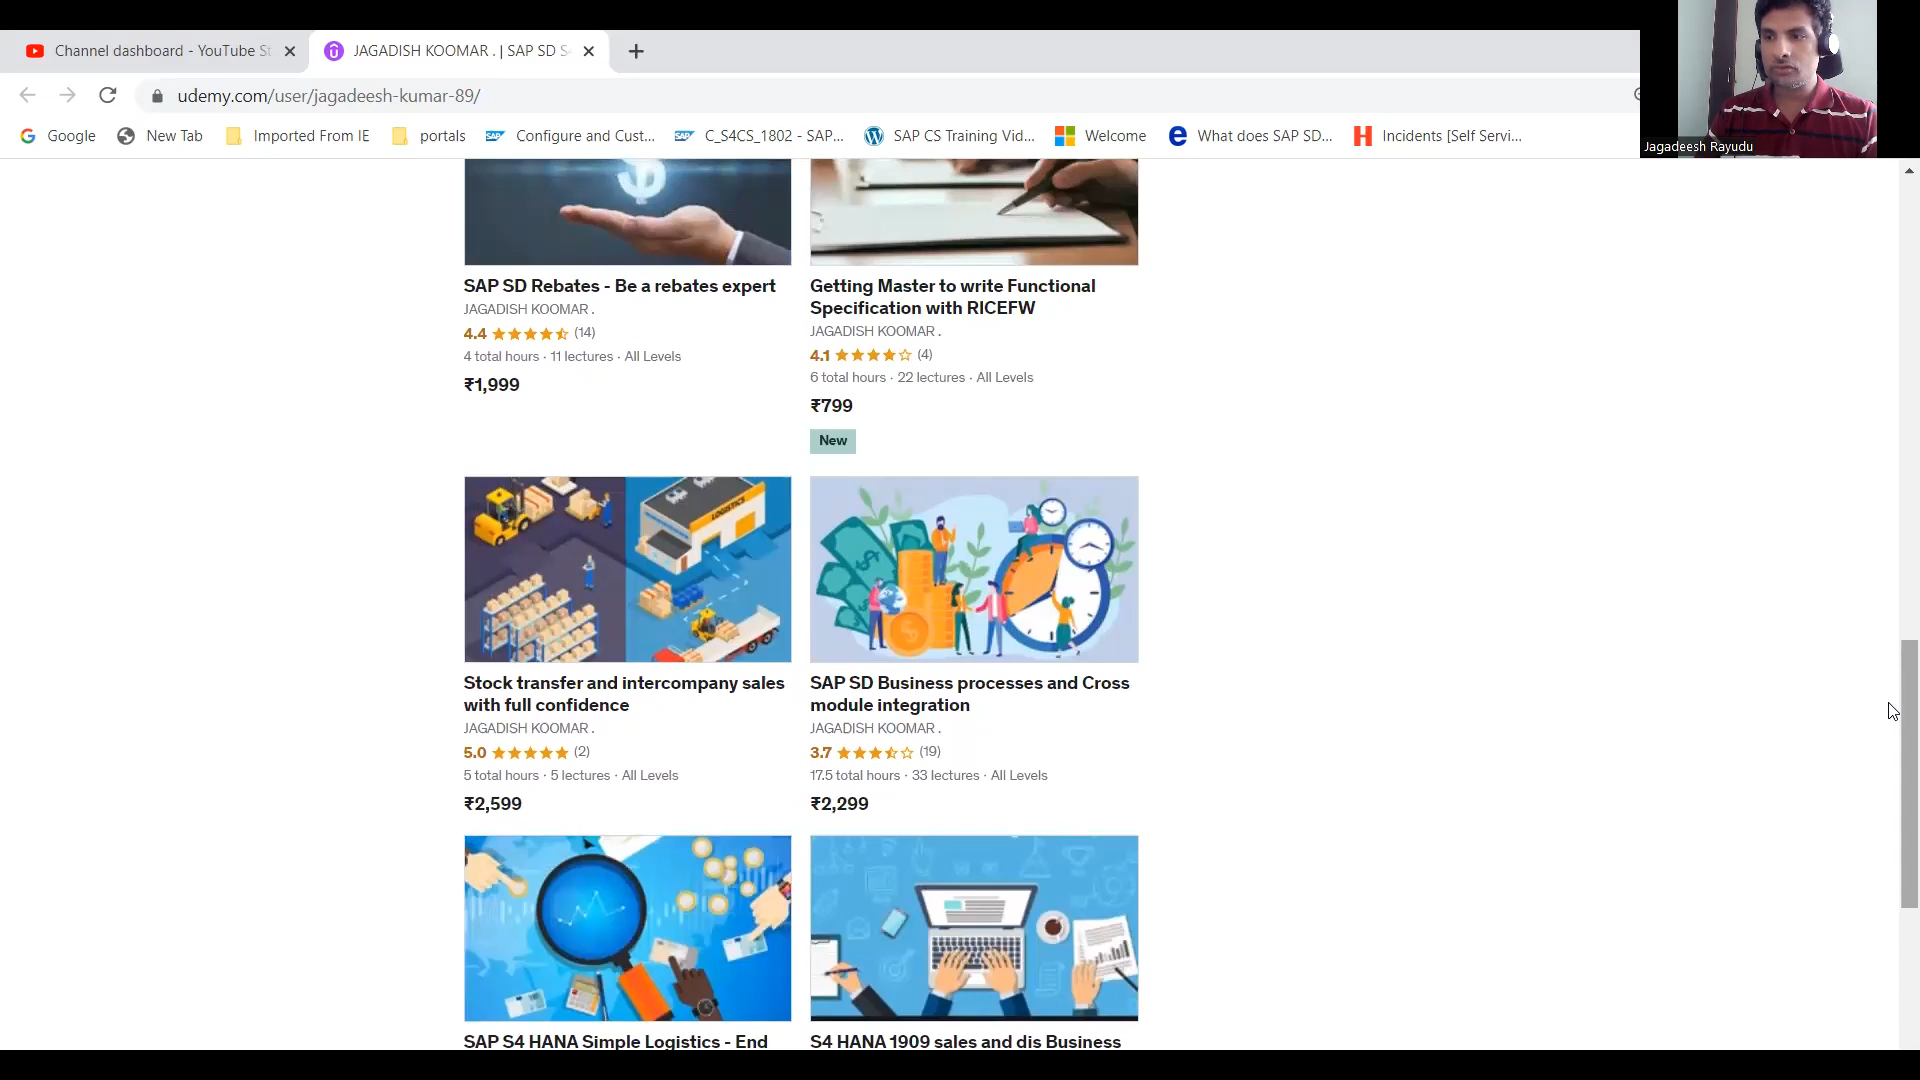 Channel dashboard - YouTube St
JAGADISH KOOMAR . | SAP SD S
udemy.com/user/jagadeesh-kumar-89/
Google
New Tab
Imported From IE
portals
Configure and Cust...
C_S4CS_1802 - SAP...
SAP CS Training Vid...
Welcome
What does SAP SD...
Incidents [Self Servi...
Jagadeesh Rayudu
SAP SD Rebates - Be a rebates expert
JAGADISH KOOMAR .
4.4 (14)
4 total hours · 11 lectures · All Levels
₹1,999
Getting Master to write Functional
Specification with RICEFW
JAGADISH KOOMAR .
4.1 (4)
6 total hours · 22 lectures · All Levels
₹799
New
LOGISTICS
Stock transfer and intercompany sales
with full confidence
JAGADISH KOOMAR .
5.0 (2)
5 total hours · 5 lectures · All Levels
₹2,599
SAP SD Business processes and Cross
module integration
JAGADISH KOOMAR .
3.7 (19)
17.5 total hours · 33 lectures · All Levels
₹2,299
SAP S4 HANA Simple Logistics - End
S4 HANA 1909 sales and dis Business